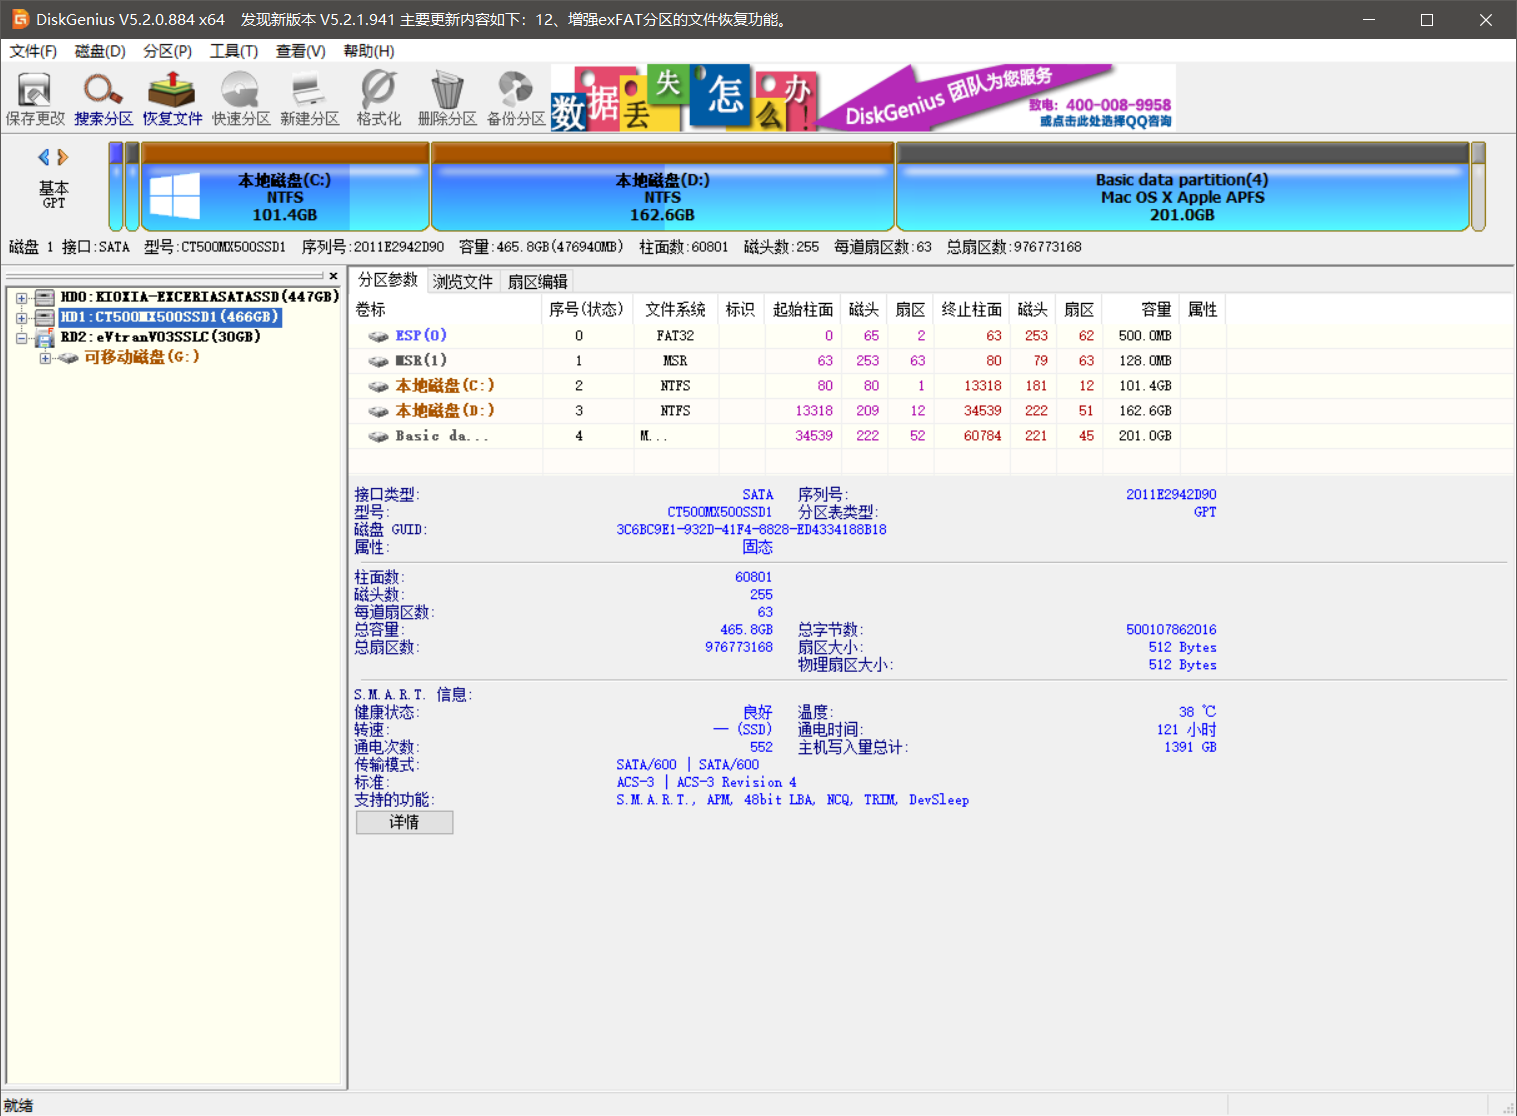 DiskGenius V5.2.0.884 x64 发现新版本 V5.2.1.941 主要更新内容如下：12、增强exFAT分区的文件恢复功能。
文件(F) 磁盘(D) 分区(P) 工具(T) 查看(V) 帮助(H)
保存更改 搜索分区 恢复文件 快速分区 新建分区 格式化 删除分区 备份分区
数据丢失怎么办!
DiskGenius 团队为您服务
致电：400-008-9958
或点击此处选择QQ咨询
基本
GPT
本地磁盘(C:)
NTFS
101.4GB
本地磁盘(D:)
NTFS
162.6GB
Basic data partition(4)
Mac OS X Apple APFS
201.0GB
磁盘 1 接口:SATA 型号:CT500MX500SSD1 序列号:2011E2942D90 容量:465.8GB(476940MB) 柱面数:60801 磁头数:255 每道扇区数:63 总扇区数:976773168
HD0:KIOXIA-EXCERIASATASSD(447GB)
HD1:CT500MX500SSD1(466GB)
RD2:eVtranV03SSLC(30GB)
可移动磁盘(G:)
分区参数 浏览文件 扇区编辑
卷标 序号(状态) 文件系统 标识 起始柱面 磁头 扇区 终止柱面 磁头 扇区 容量 属性
ESP(0) 0 FAT32 0 65 2 63 253 62 500.0MB
MSR(1) 1 MSR 63 253 63 80 79 63 128.0MB
本地磁盘(C:) 2 NTFS 80 80 1 13318 181 12 101.4GB
本地磁盘(D:) 3 NTFS 13318 209 12 34539 222 51 162.6GB
Basic da... 4 M... 34539 222 52 60784 221 45 201.0GB
接口类型: SATA 序列号: 2011E2942D90
型号: CT500MX500SSD1 分区表类型: GPT
磁盘 GUID: 3C6BC9E1-932D-41F4-8828-ED4334188B18
属性: 固态
柱面数: 60801
磁头数: 255
每道扇区数: 63
总容量: 465.8GB 总字节数: 500107862016
总扇区数: 976773168 扇区大小: 512 Bytes
物理扇区大小: 512 Bytes
S.M.A.R.T. 信息:
健康状态: 良好 温度: 38 ℃
转速: — (SSD) 通电时间: 121 小时
通电次数: 552 主机写入量总计: 1391 GB
传输模式: SATA/600 | SATA/600
标准: ACS-3 | ACS-3 Revision 4
支持的功能: S.M.A.R.T., APM, 48bit LBA, NCQ, TRIM, DevSleep
详情
就绪